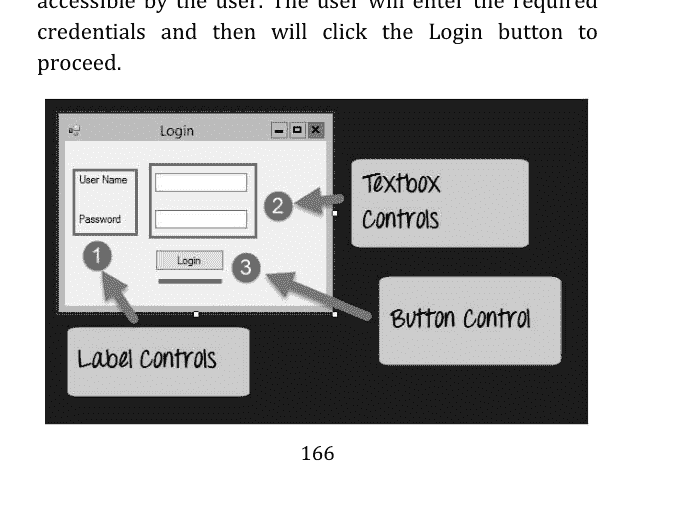 accessible by the user. The user will enter the required
credentials and then will click the Login button to
proceed.
Login
User Name
Password
2
Textbox
Controls
1
Login
3
Button Control
Label Controls
166